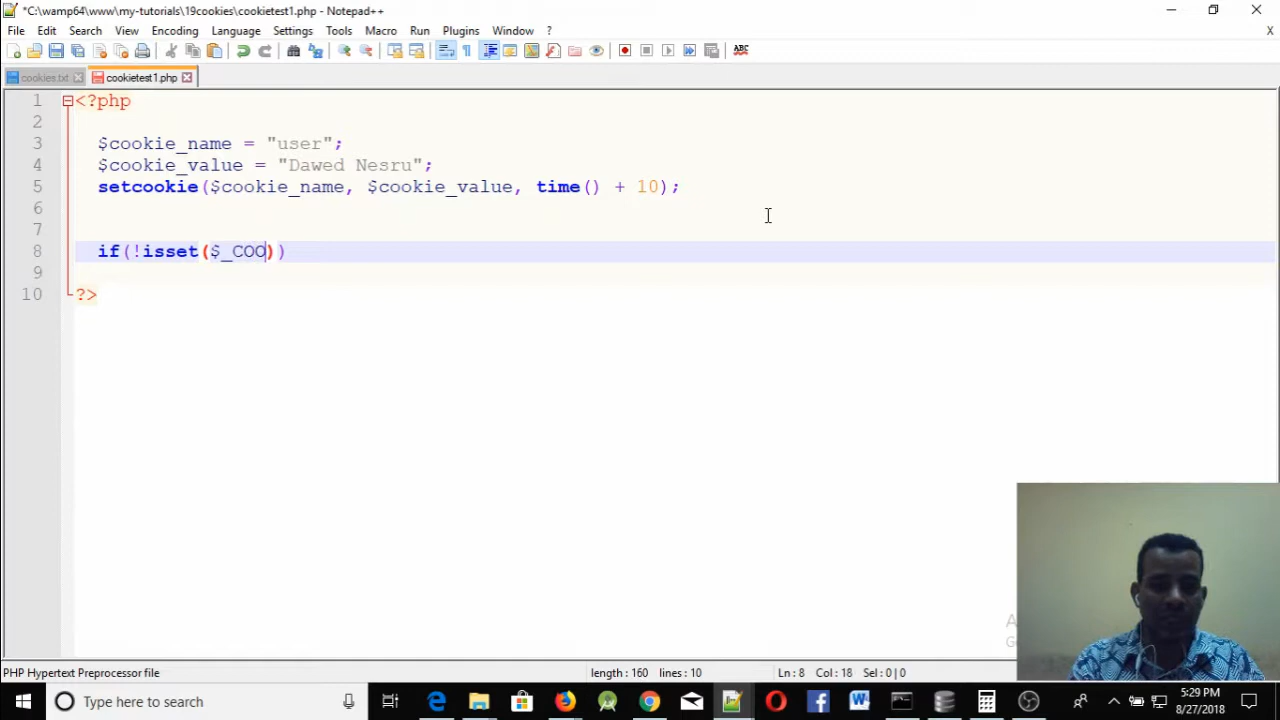 *C:\wamp64\www\my-tutorials\19cookies\cookietest1.php - Notepad++
File Edit Search View Encoding Language Settings Tools Macro Run Plugins Window ? X
cookies.txt cookietest1.php
1 <?php
2
3 $cookie_name = "user";
4 $cookie_value = "Dawed Nesru";
5 setcookie($cookie_name, $cookie_value, time() + 10);
6
7
8 if(!isset($_COO))
9
10 ?>
PHP Hypertext Preprocessor file length : 160 lines : 10 Ln : 8 Col : 18 Sel : 0 | 0
Type here to search
5:29 PM
8/27/2018